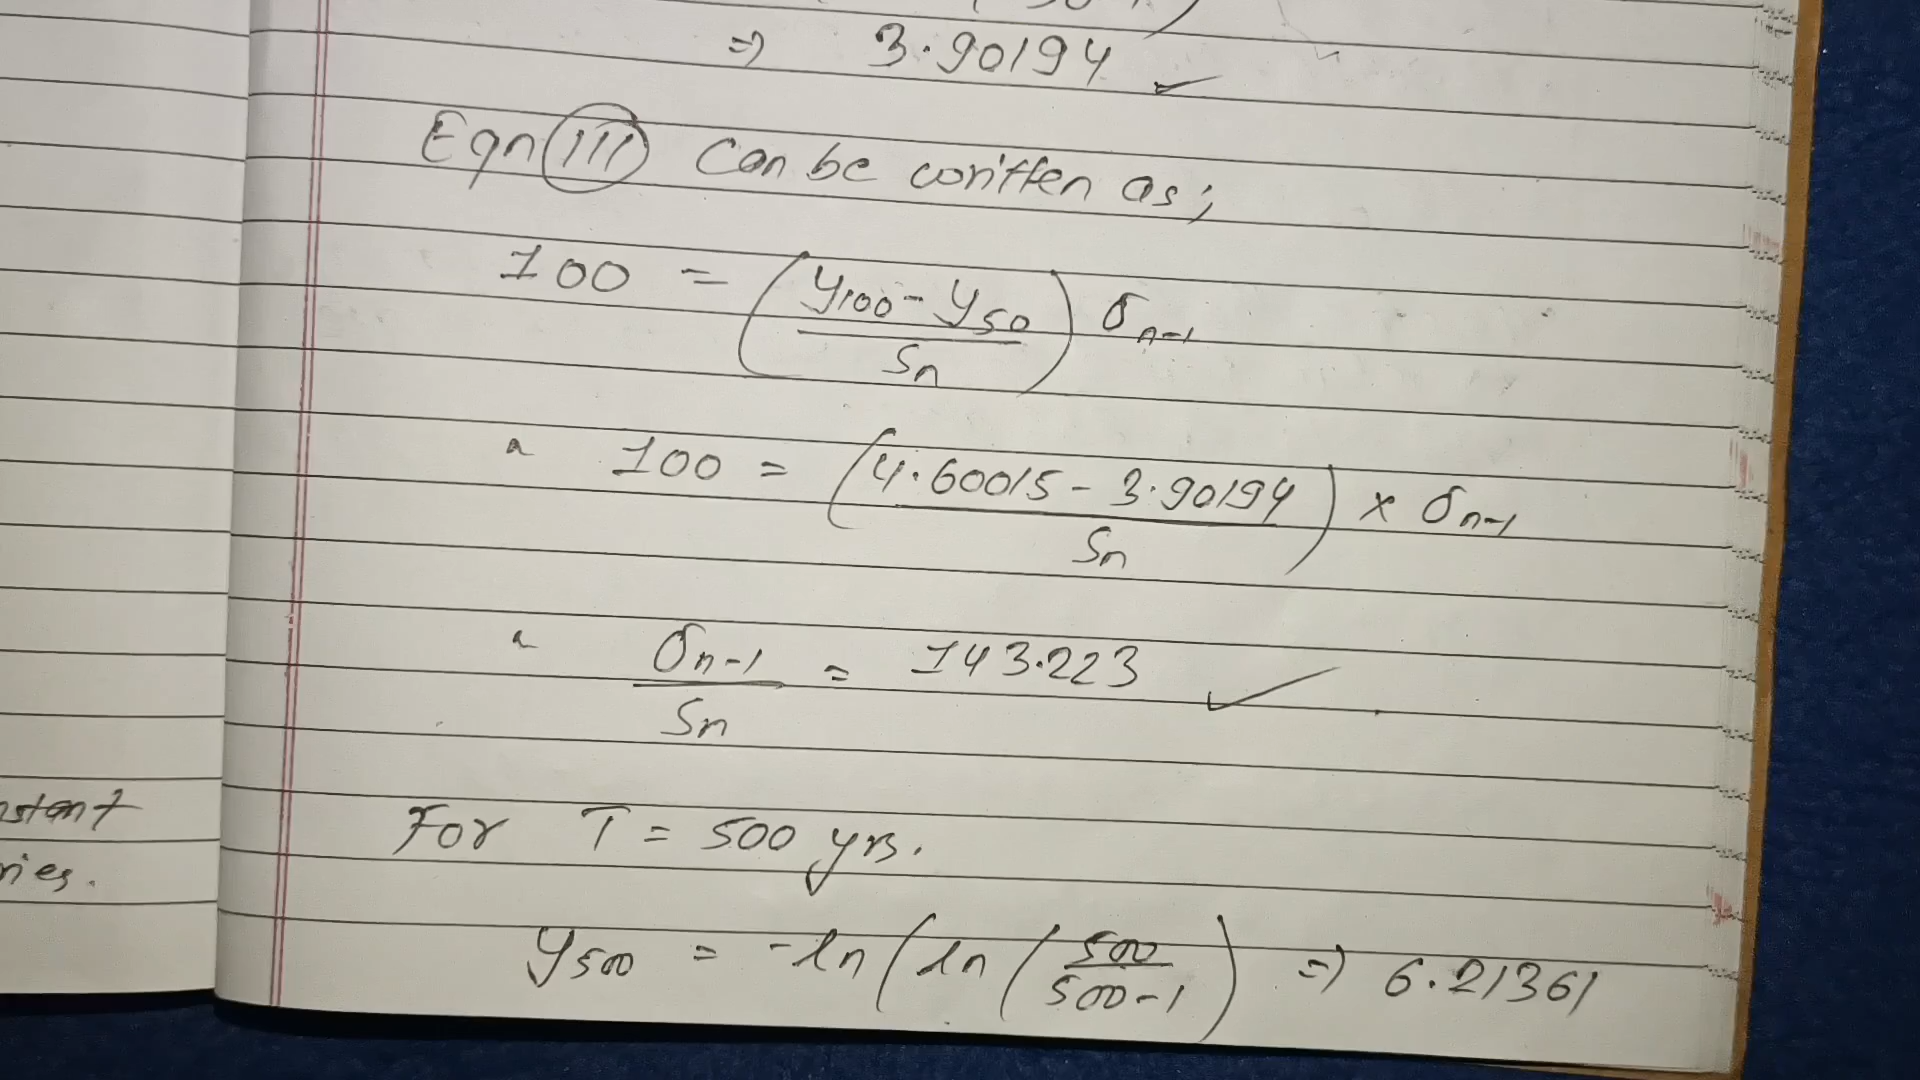 ⇒ 3.90194 ✓
Eqn (III) can be written as;
100 = (y100 - y50 / Sn) σn-1
100 = (4.60015 - 3.90194 / Sn) × σn-1
σn-1 / Sn = 143.223 ✓
nstant
ries.
For T = 500 yrs.
y500 = -ln(ln(500 / 500-1) ⇒ 6.21361